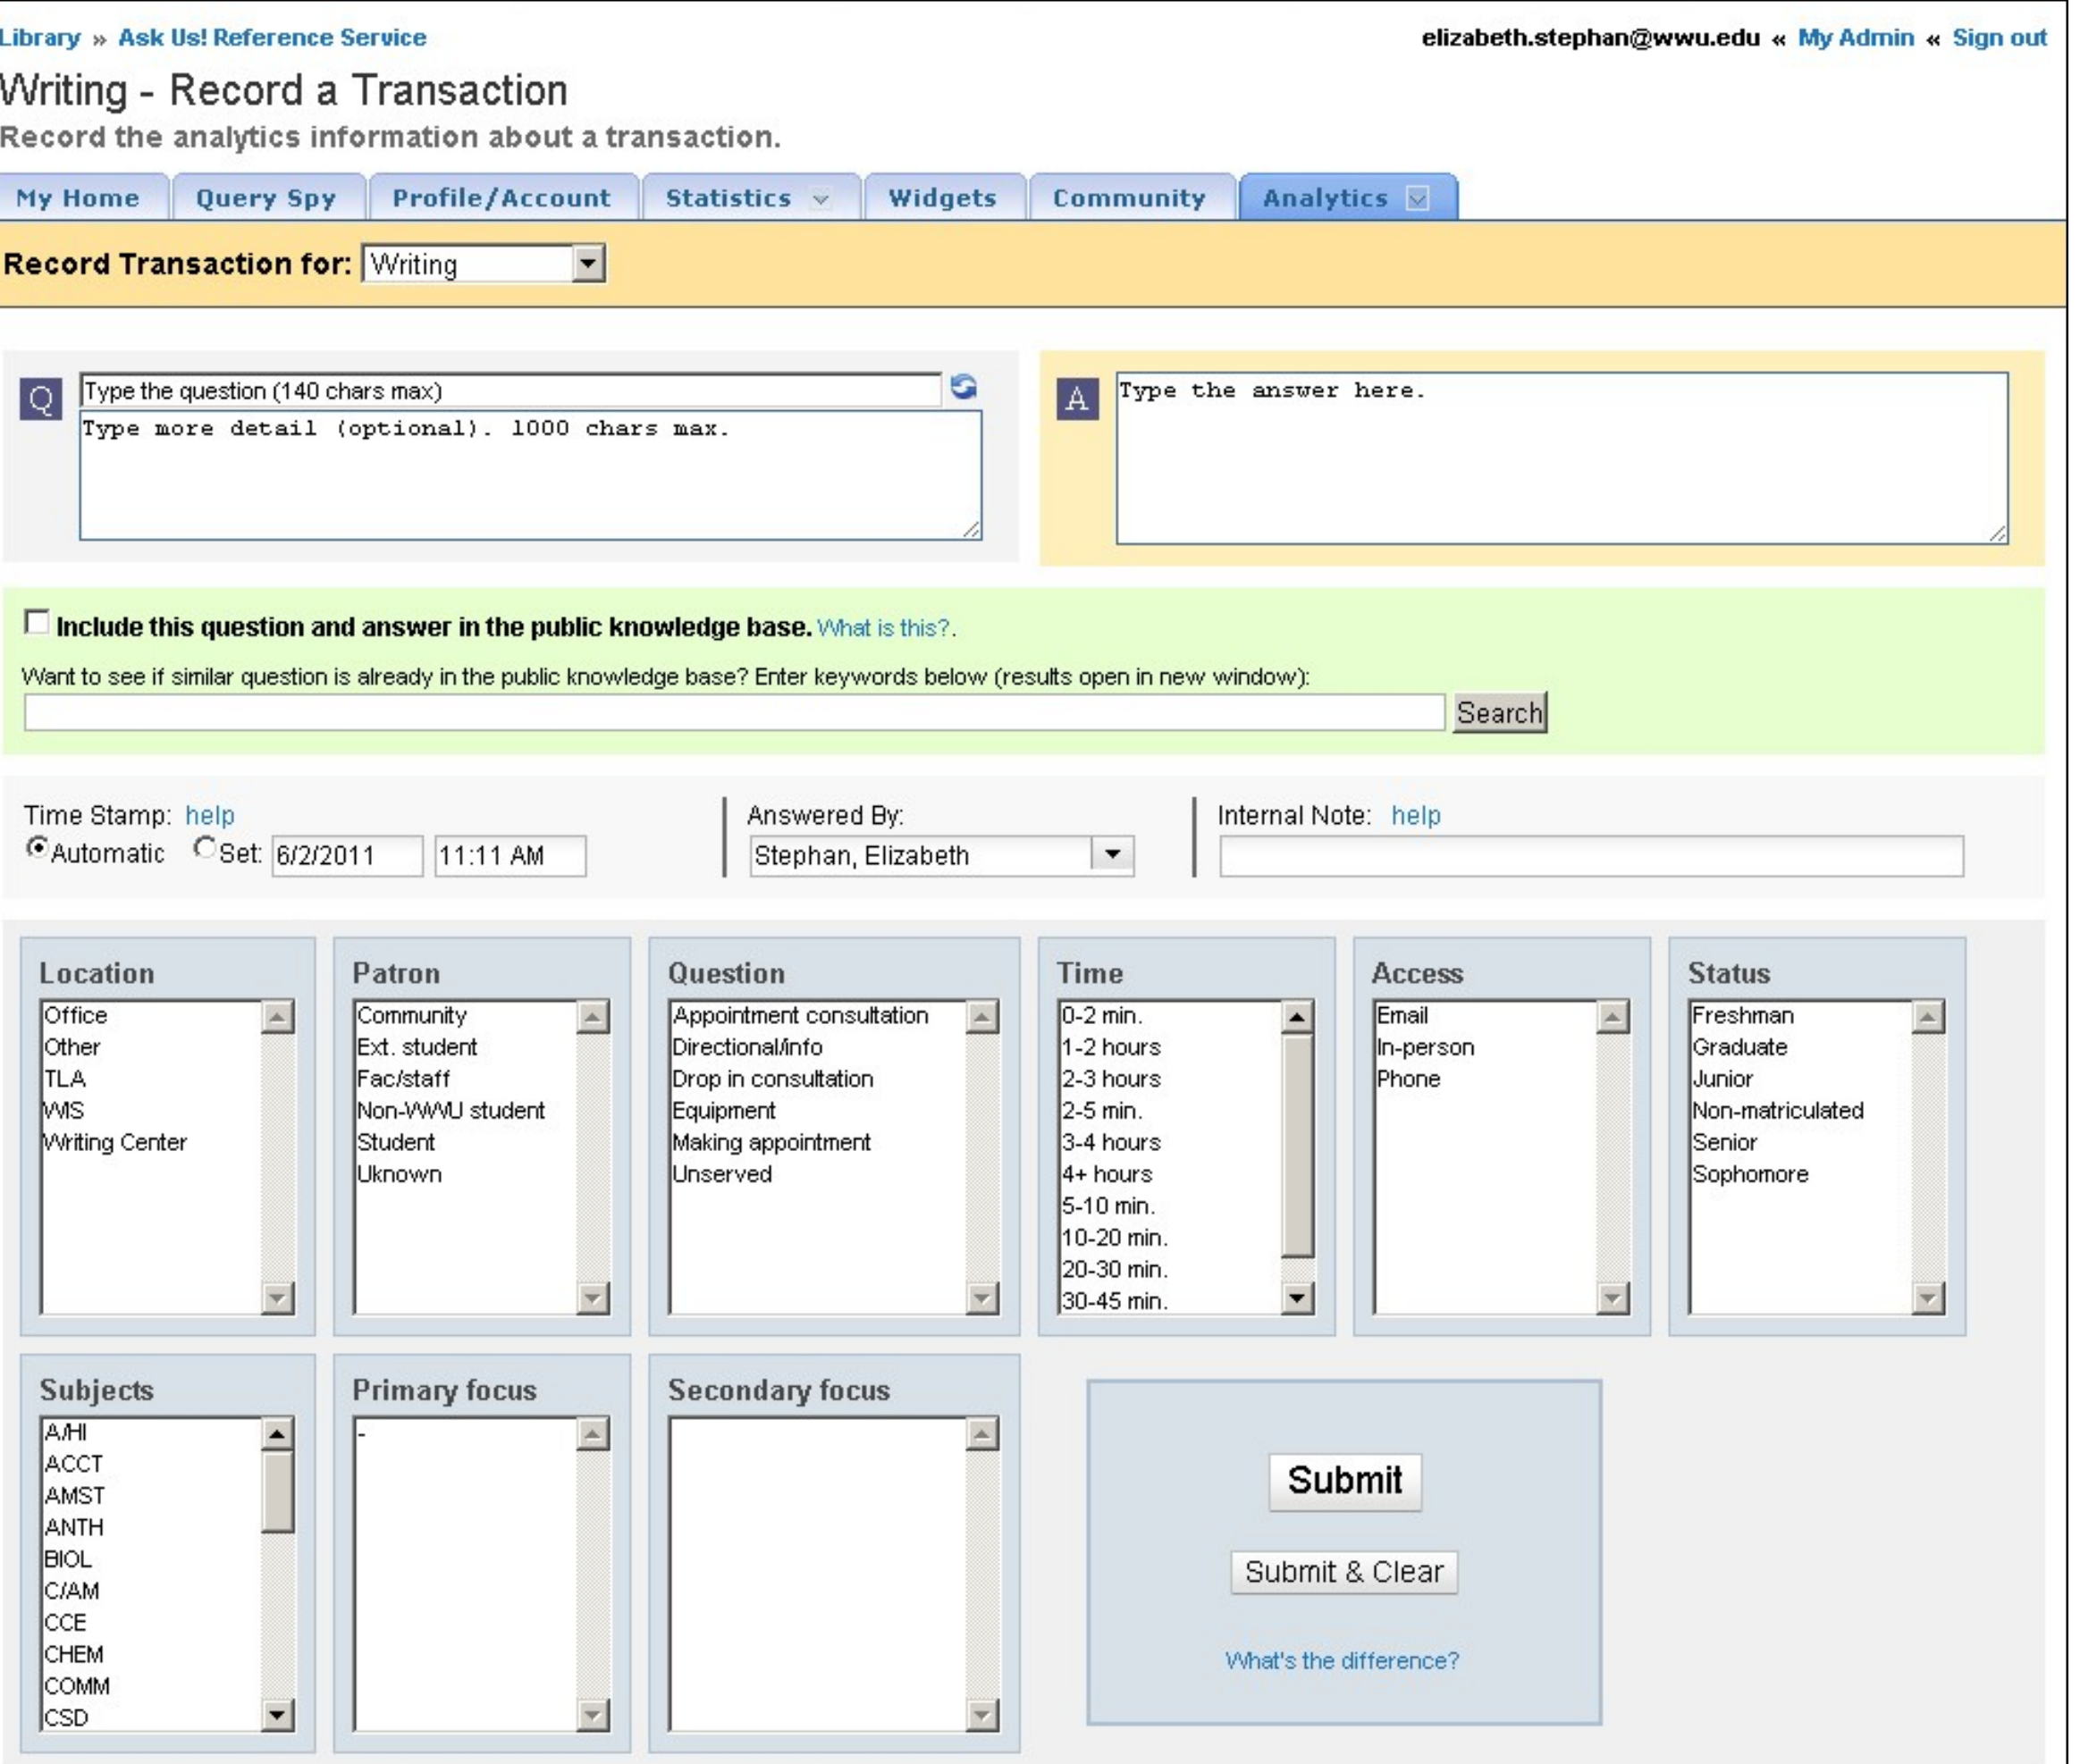 Library » Ask Us! Reference Service
elizabeth.stephan@wwu.edu « My Admin « Sign out
Writing - Record a Transaction
Record the analytics information about a transaction.
My Home Query Spy Profile/Account Statistics Widgets Community Analytics
Record Transaction for: Writing
Q
Type the question (140 chars max)
Type more detail (optional). 1000 chars max.
A
Type the answer here.
Include this question and answer in the public knowledge base. What is this?.
Want to see if similar question is already in the public knowledge base? Enter keywords below (results open in new window):
Search
Time Stamp: help
Automatic Set: 6/2/2011 11:11 AM
Answered By:
Stephan, Elizabeth
Internal Note: help
Location
Office
Other
TLA
WIS
Writing Center
Patron
Community
Ext. student
Fac/staff
Non-WWU student
Student
Uknown
Question
Appointment consultation
Directional/info
Drop in consultation
Equipment
Making appointment
Unserved
Time
0-2 min.
1-2 hours
2-3 hours
2-5 min.
3-4 hours
4+ hours
5-10 min.
10-20 min.
20-30 min.
30-45 min.
Access
Email
In-person
Phone
Status
Freshman
Graduate
Junior
Non-matriculated
Senior
Sophomore
Subjects
A/HI
ACCT
AMST
ANTH
BIOL
C/AM
CCE
CHEM
COMM
CSD
Primary focus
-
Secondary focus
Submit
Submit & Clear
What's the difference?